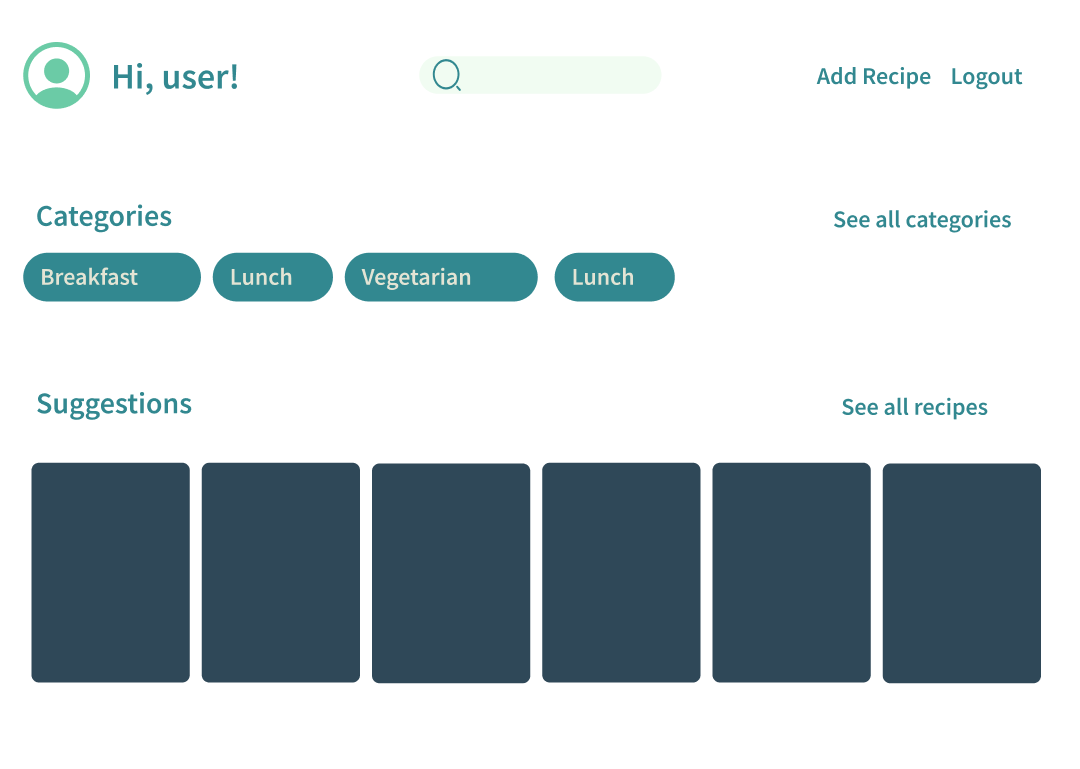 Hi, user!
Add Recipe Logout
Categories
See all categories
Breakfast Lunch Vegetarian Lunch
Suggestions
See all recipes